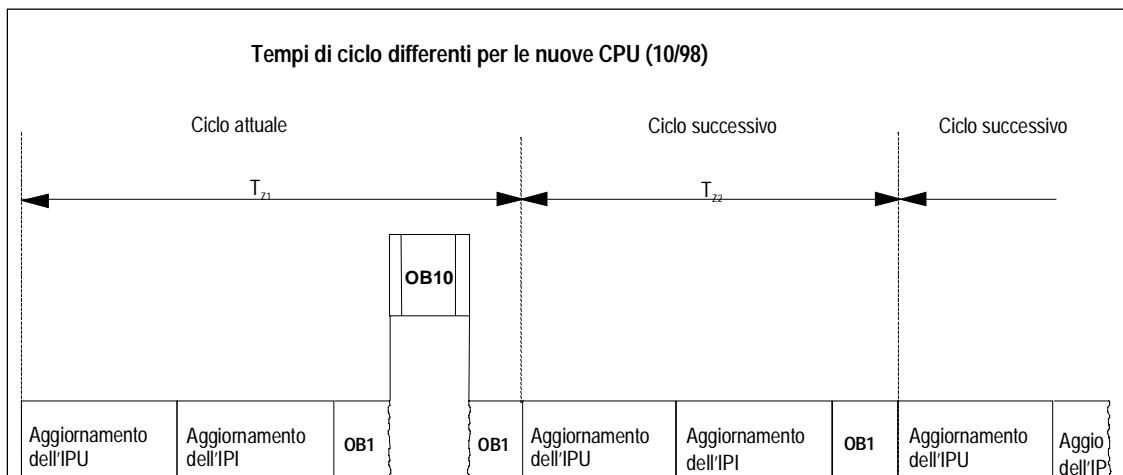 Tempi di ciclo differenti per le nuove CPU (10/98)
Ciclo attuale
Ciclo successivo
Ciclo successivo
Tz1
Tz2
OB10
Aggiornamento
dell'IPU
Aggiornamento
dell'IPI
OB1
OB1
Aggiornamento
dell'IPU
Aggiornamento
dell'IPI
OB1
Aggiornamento
dell'IPU
Aggio
dell'IP